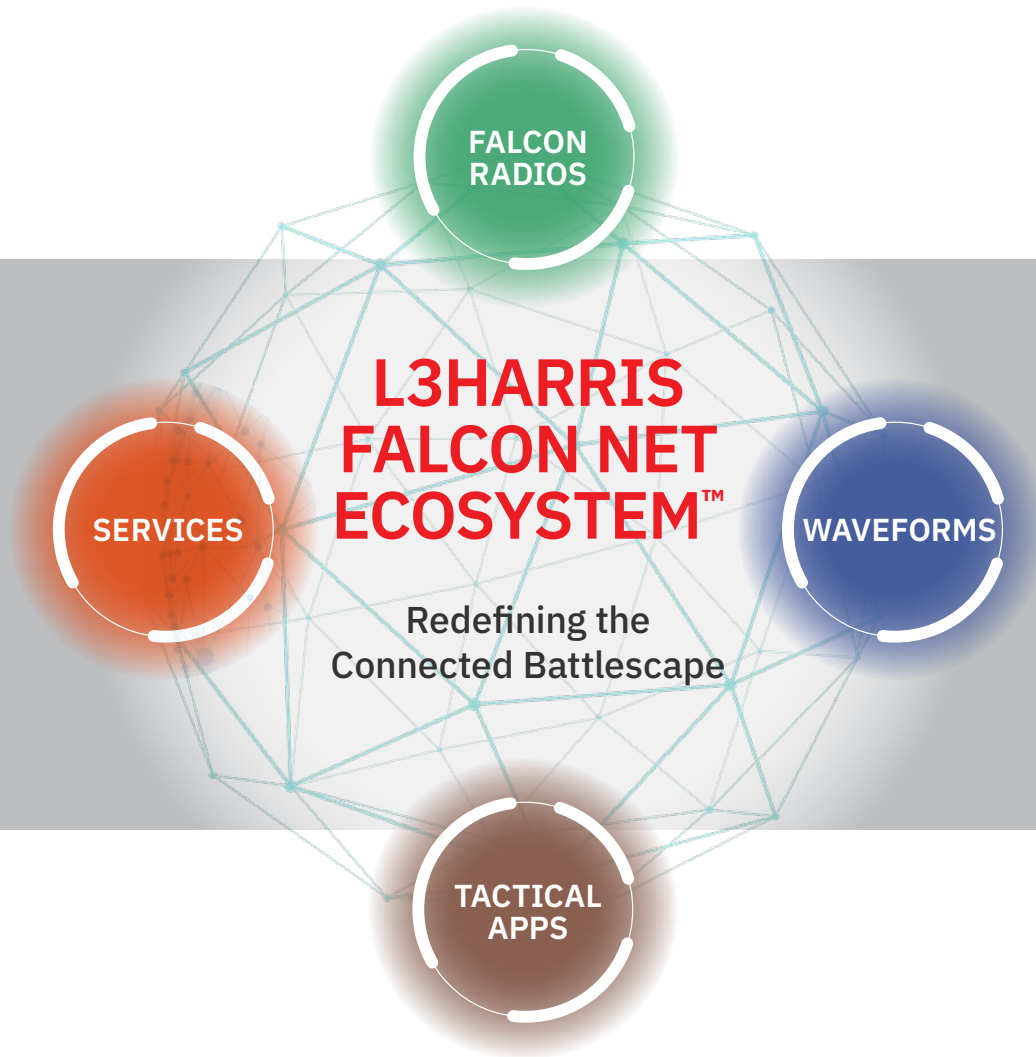 FALCON
RADIOS
L3HARRIS
FALCON NET
ECOSYSTEM™
SERVICES
WAVEFORMS
Redefining the
Connected Battlescape
TACTICAL
APPS